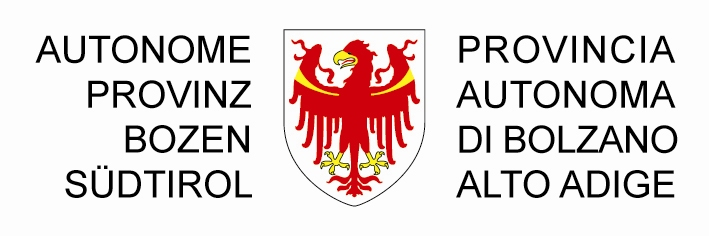 AUTONOME
PROVINZ
BOZEN
SÜDTIROL
PROVINCIA
AUTONOMA
DI BOLZANO
ALTO ADIGE